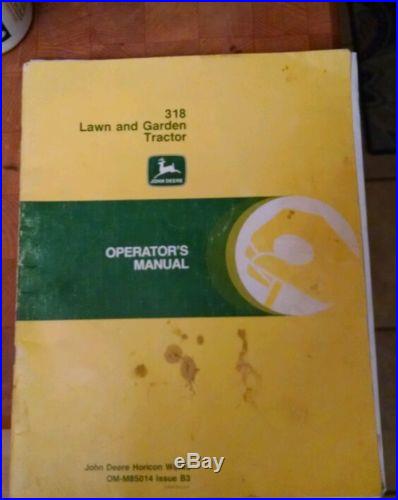 318
Lawn and Garden
Tractor
JOHN DEERE
OPERATOR'S
MANUAL
John Deere Horicon
OM-M85014 Issue B3
eBay